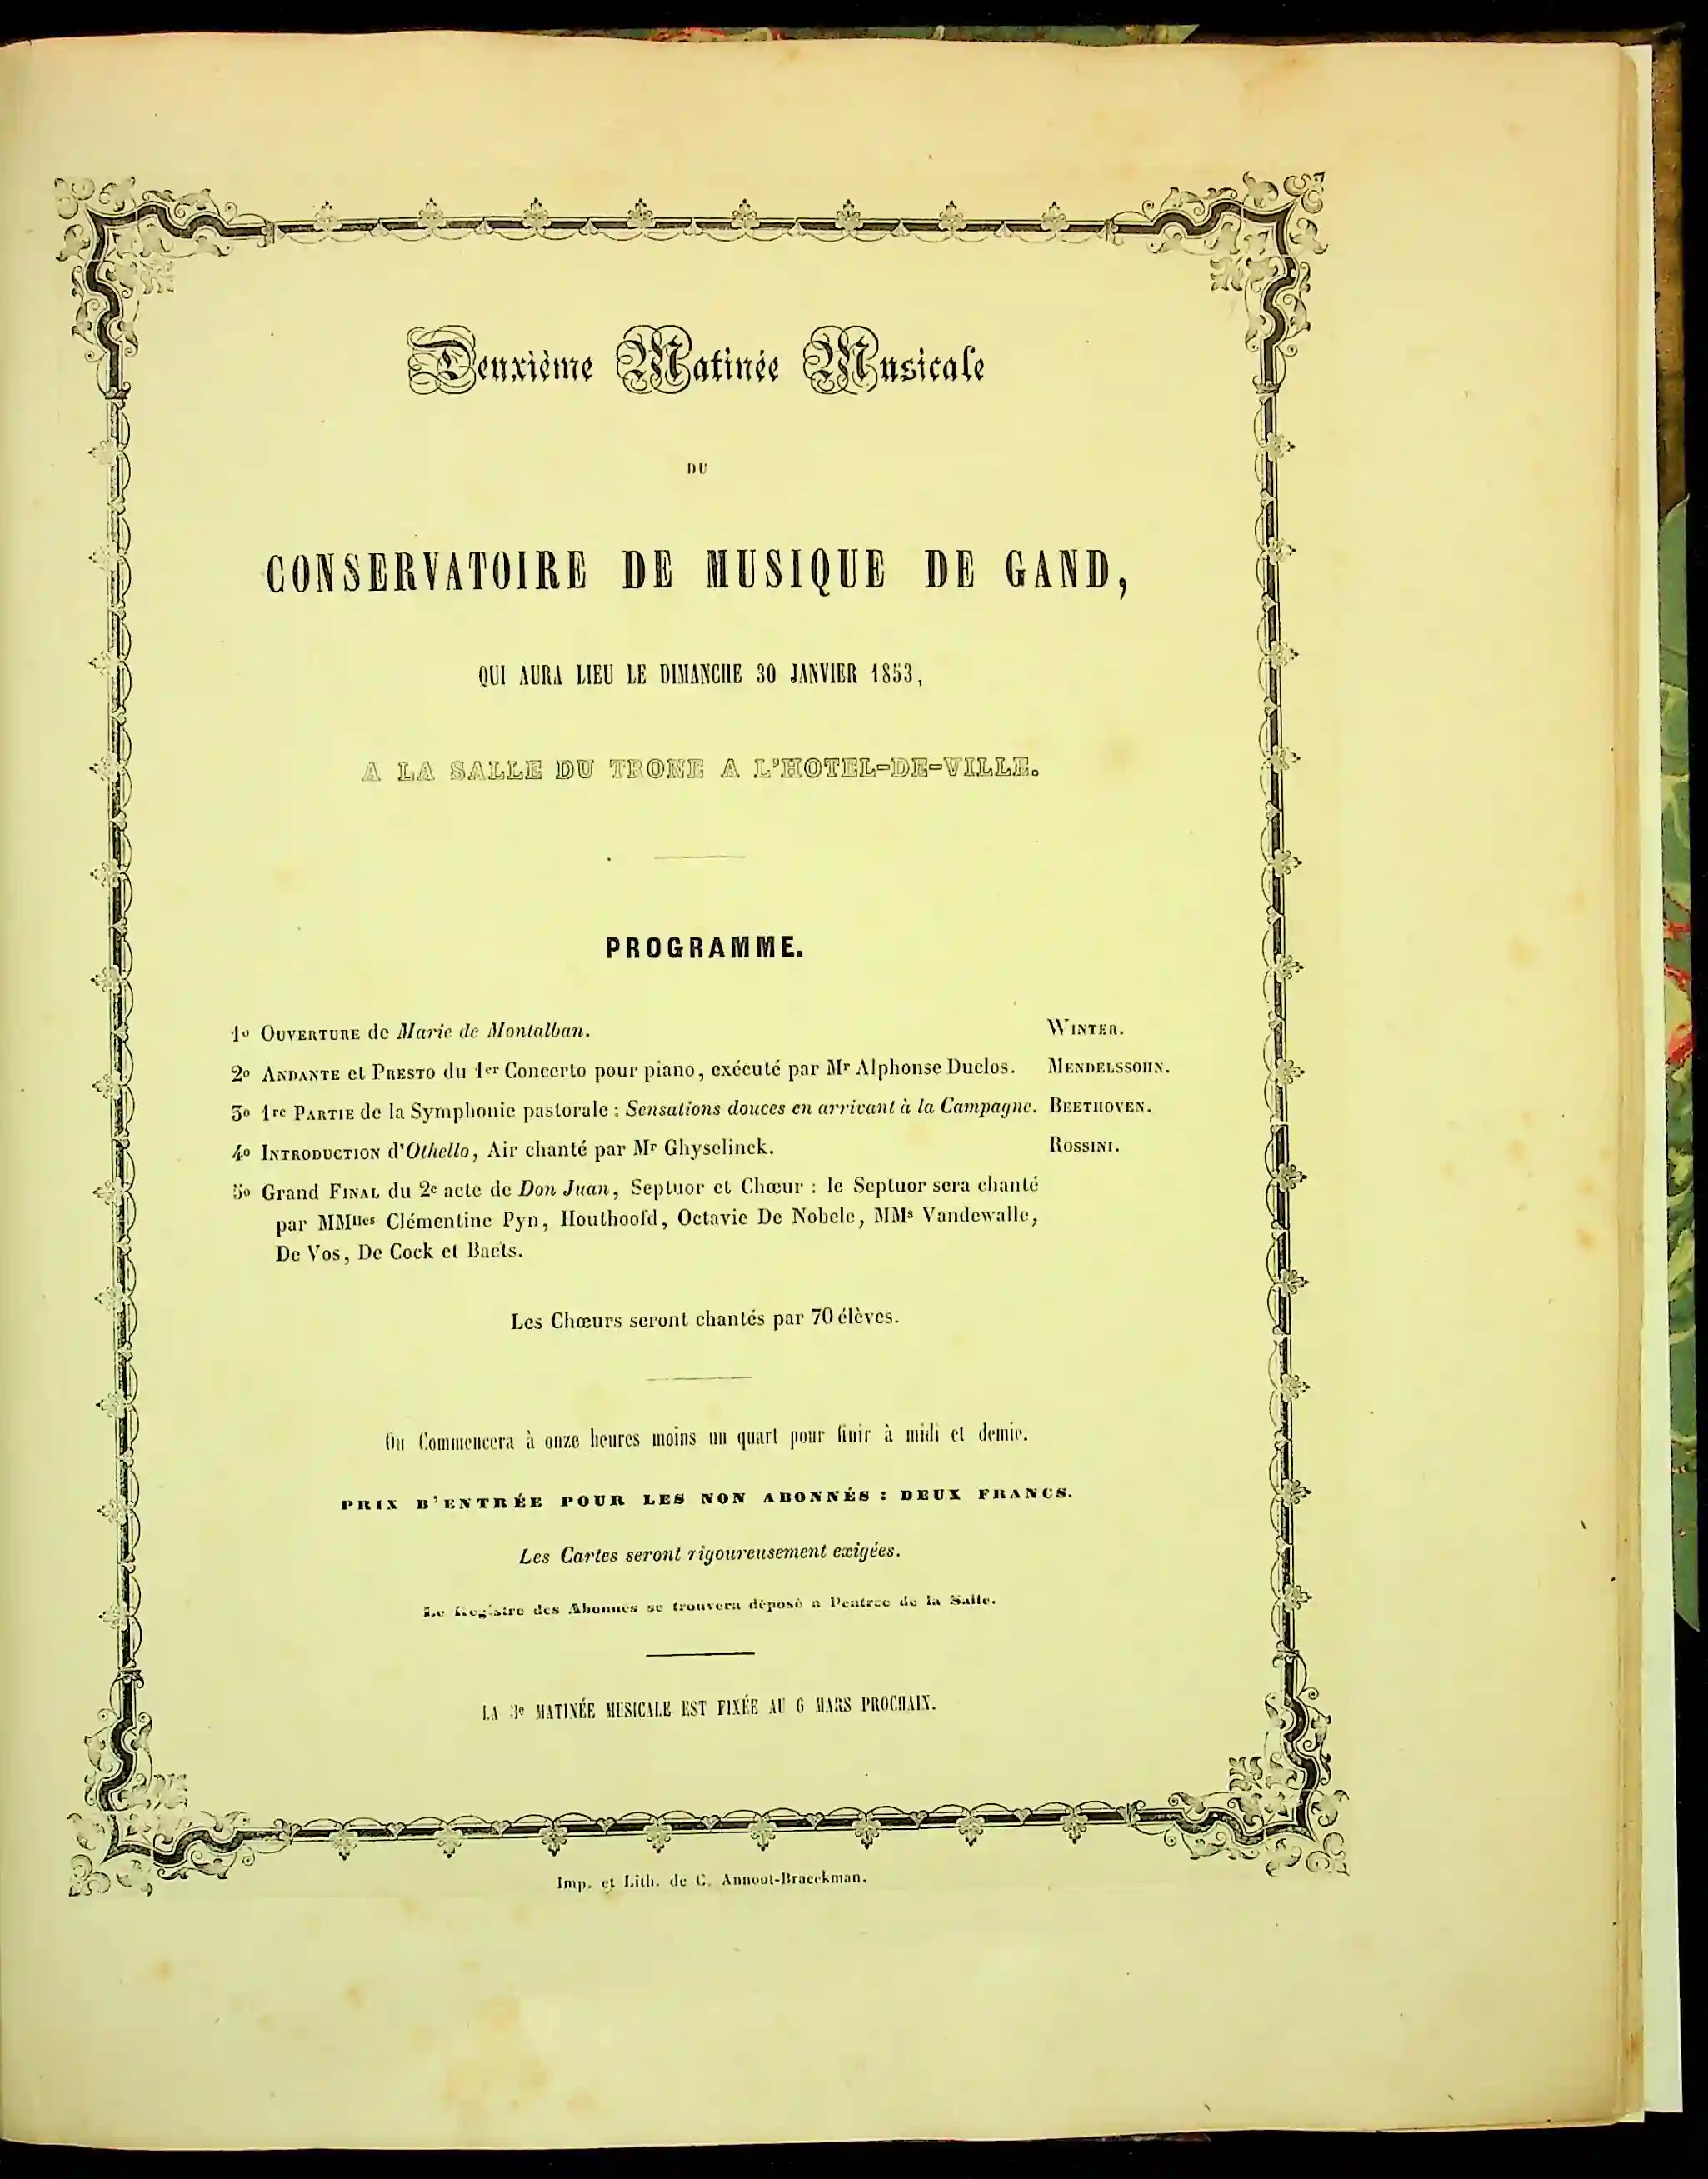 Deuxième Matinée Musicale
DU
CONSERVATOIRE DE MUSIQUE DE GAND,
QUI AURA LIEU LE DIMANCHE 30 JANVIER 1853,
A LA SALLE DU TRONE A L'HOTEL-DE-VILLE.
PROGRAMME.
1o OUVERTURE de Marie de Montalban. WINTER.
2o ANDANTE et PRESTO du 1er Concerto pour piano, exécuté par Mr Alphonse Duclos. MENDELSSOHN.
3o 1re PARTIE de la Symphonie pastorale : Sensations douces en arrivant à la Campagne. BEETHOVEN.
4o INTRODUCTION d'Othello, Air chanté par Mr Ghyselinck. ROSSINI.
5o Grand FINAL du 2e acte de Don Juan, Septuor et Chœur : le Septuor sera chanté
par MMlles Clémentine Pyn, Houthoofd, Octavie De Nobele, MMs Vandewalle,
De Vos, De Cock et Baets.
Les Chœurs seront chantés par 70 élèves.
On Commencera à onze heures moins un quart pour finir à midi et demie.
PRIX D'ENTRÉE POUR LES NON ABONNÉS : DEUX FRANCS.
Les Cartes seront rigoureusement exigées.
Le Registre des Abonnés se trouvera déposé a l'entrée de la Salle.
LA 3e MATINÉE MUSICALE EST FIXÉE AU 6 MARS PROCHAIN.
Imp. et Lith. de C. Annoot-Braeckman.